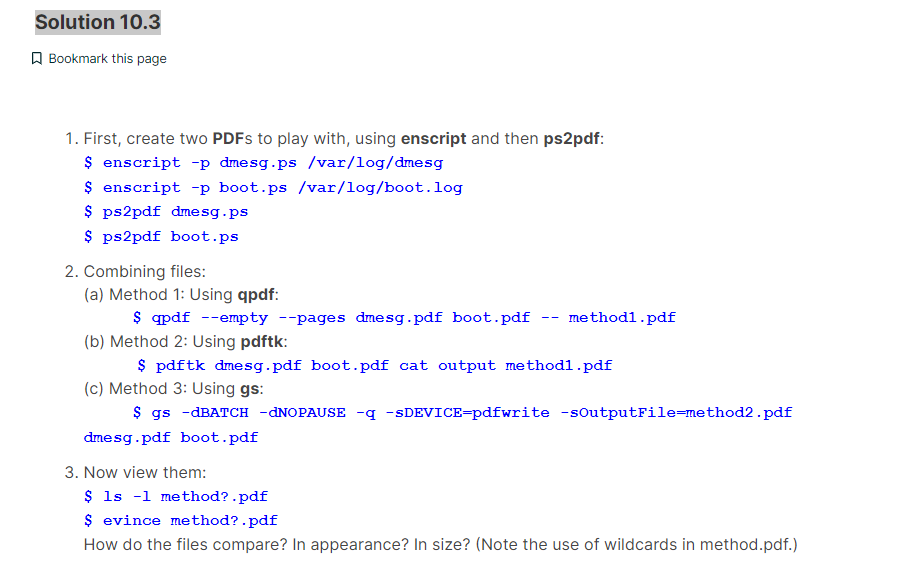 Solution 10.3
Bookmark this page
1. First, create two PDFs to play with, using enscript and then ps2pdf:
$ enscript -p dmesg.ps /var/log/dmesg
$ enscript -p boot.ps /var/log/boot.log
$ ps2pdf dmesg.ps
$ ps2pdf boot.ps
2. Combining files:
(a) Method 1: Using qpdf:
$ qpdf --empty --pages dmesg.pdf boot.pdf -- method1.pdf
(b) Method 2: Using pdftk:
$ pdftk dmesg.pdf boot.pdf cat output method1.pdf
(c) Method 3: Using gs:
$ gs -dBATCH -dNOPAUSE -q -sDEVICE=pdfwrite -sOutputFile=method2.pdf
dmesg.pdf boot.pdf
3. Now view them:
$ ls -l method?.pdf
$ evince method?.pdf
How do the files compare? In appearance? In size? (Note the use of wildcards in method.pdf.)